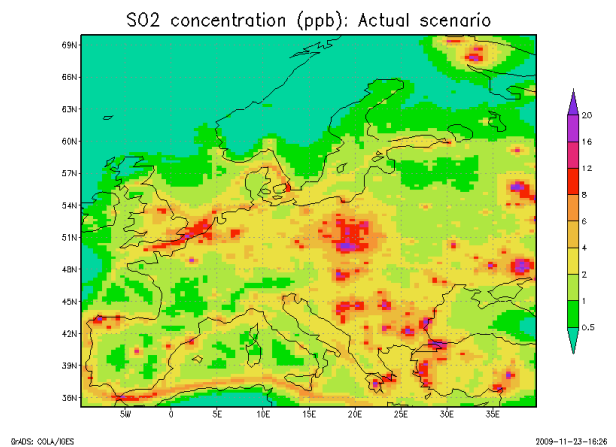 SO2 concentration (ppb): Actual scenario
69N
66N
63N
60N
57N
54N
51N
48N
45N
42N
39N
36N
5W 0 5E 10E 15E 20E 25E 30E 35E
20
16
12
8
6
4
2
1
0.5
GrADS: COLA/IGES 2009-11-23-16:26